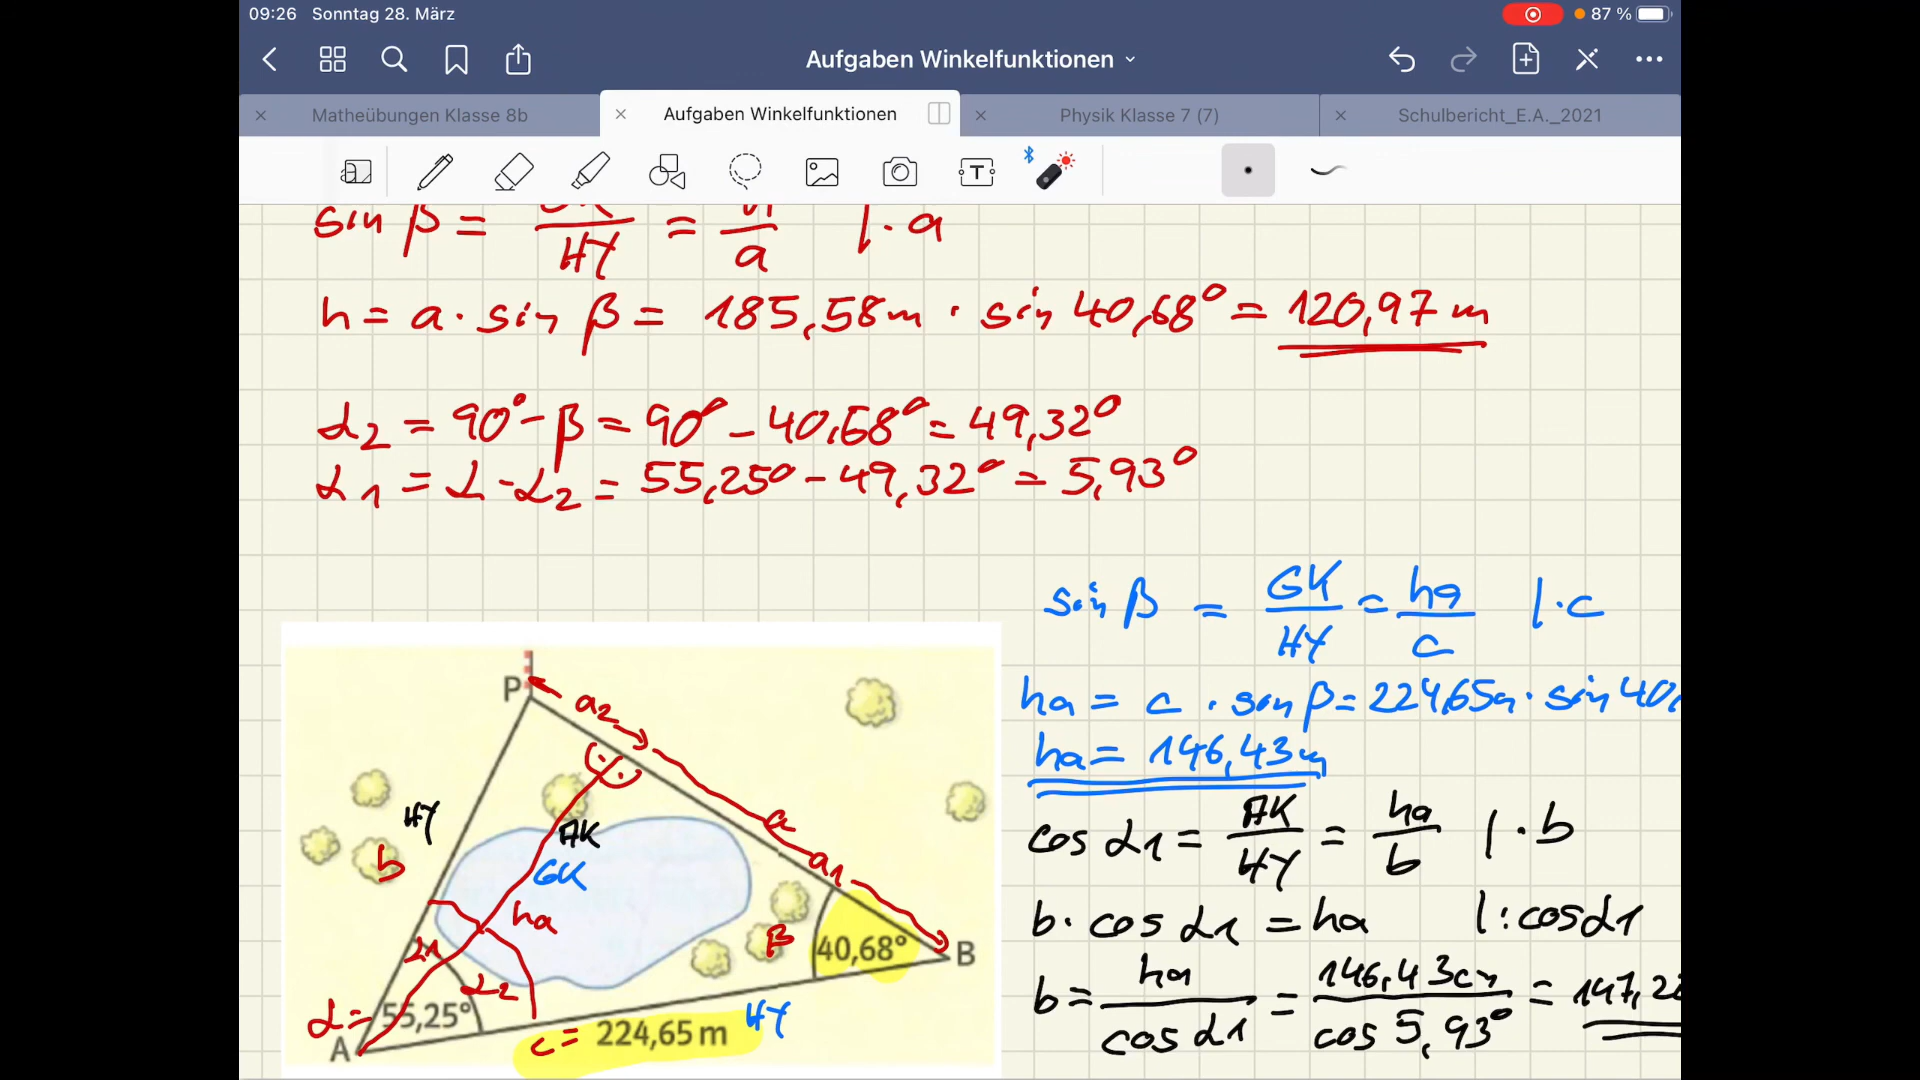 09:26 Sonntag 28. März
87 %
Aufgaben Winkelfunktionen
Matheübungen Klasse 8b
Aufgaben Winkelfunktionen
Physik Klasse 7 (7)
Schulbericht_E.A._2021
sin β = /HY = /a |·a
h = a · sin β = 185,58m · sin 40,68° = 120,97 m
α2 = 90° - β = 90° - 40,68° = 49,32°
α1 = α - α2 = 55,25° - 49,32° = 5,93°
sin β = GK/HY = ha/c |·c
ha = c · sin β = 224,65m · sin 40,
ha = 146,43m
cos α1 = AK/HY = ha/b |·b
b · cos α1 = ha |: cos α1
b = ha/cos α1 = 146,43cm/cos 5,93° = 147,2
P
a2
HY
AK
a
b
GK
a1
ha
β
40,68°
B
α1
α2
α =
55,25°
A
c =
224,65 m
HY